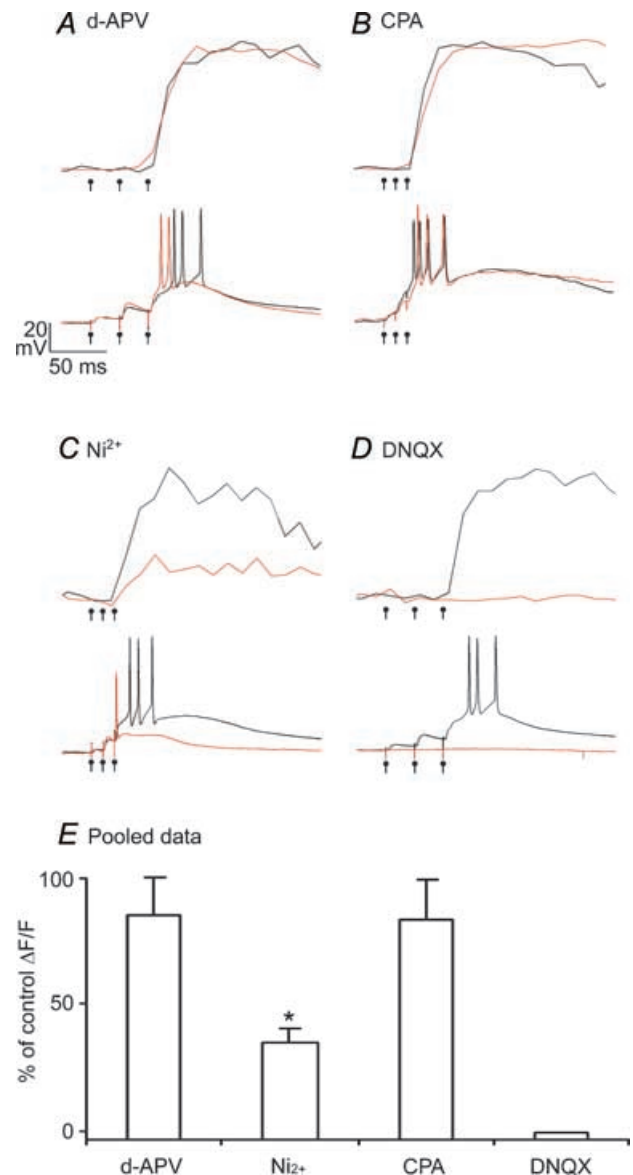 A d-APV
B CPA
20
mV
50 ms
C Ni²⁺
D DNQX
E Pooled data
% of control ΔF/F
100
50
0
*
d-APV
Ni₂₊
CPA
DNQX